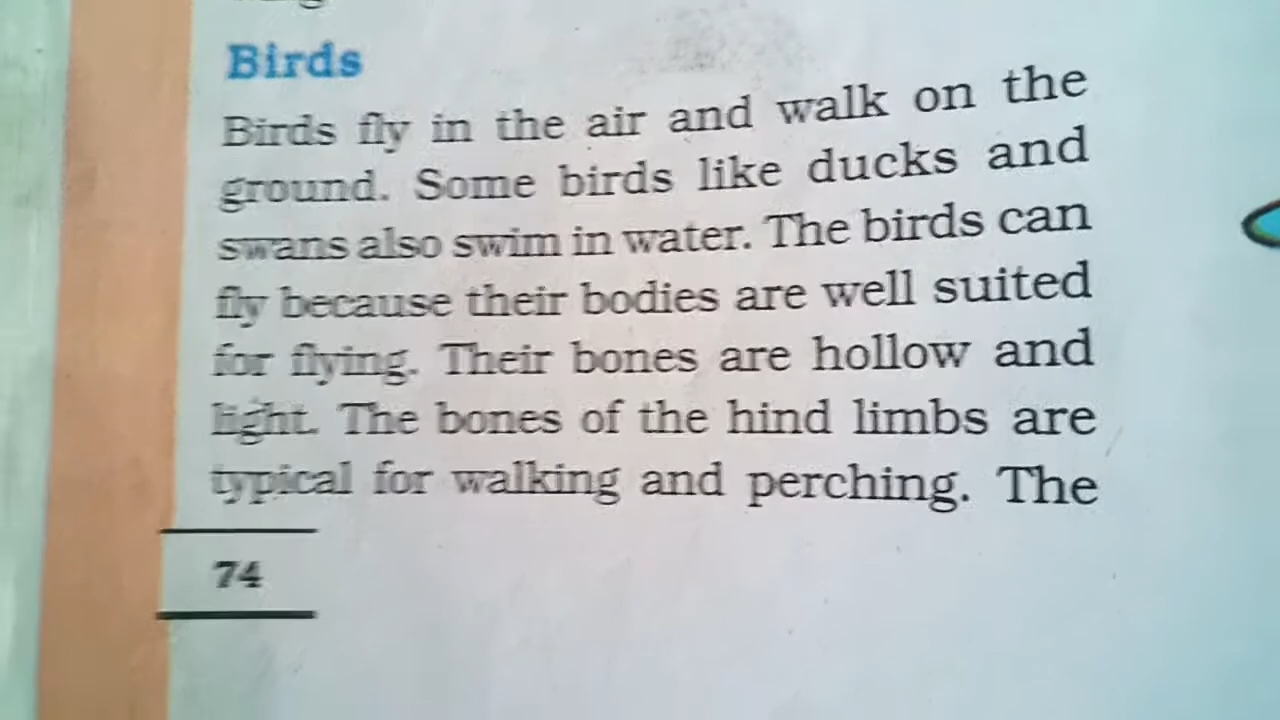 Birds
Birds fly in the air and walk on the
ground. Some birds like ducks and
swans also swim in water. The birds can
fly because their bodies are well suited
for flying. Their bones are hollow and
light. The bones of the hind limbs are
typical for walking and perching. The
74